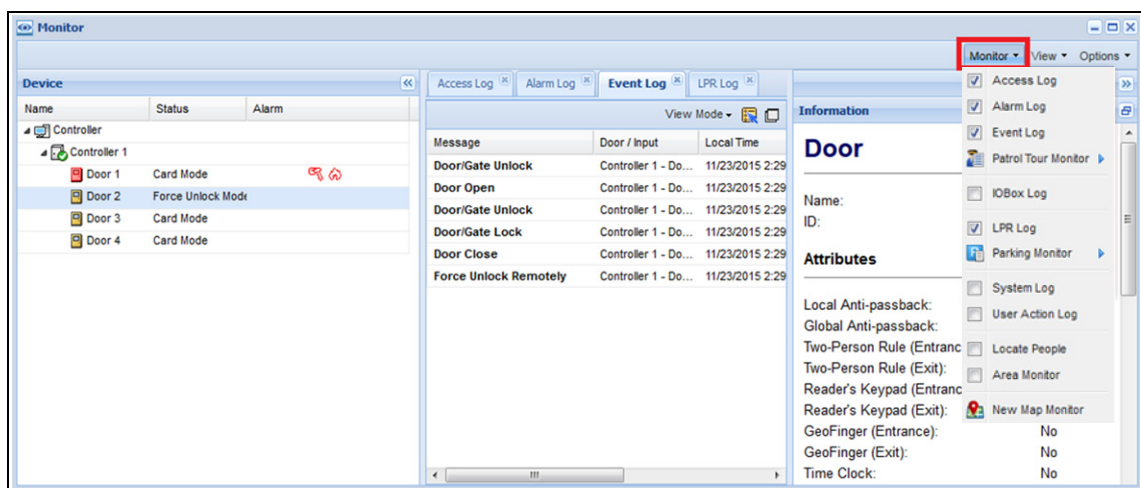 Monitor
Monitor View Options
Device
Name Status Alarm
Controller
Controller 1
Door 1 Card Mode
Door 2 Force Unlock Mode
Door 3 Card Mode
Door 4 Card Mode
Access Log Alarm Log Event Log LPR Log
View Mode
Message Door / Input Local Time
Door/Gate Unlock Controller 1 - Do... 11/23/2015 2:29
Door Open Controller 1 - Do... 11/23/2015 2:29
Door/Gate Unlock Controller 1 - Do... 11/23/2015 2:29
Door/Gate Lock Controller 1 - Do... 11/23/2015 2:29
Door Close Controller 1 - Do... 11/23/2015 2:29
Force Unlock Remotely Controller 1 - Do... 11/23/2015 2:29
Information
Door
Name:
ID:
Attributes
Local Anti-passback:
Global Anti-passback:
Two-Person Rule (Entranc
Two-Person Rule (Exit):
Reader's Keypad (Entranc
Reader's Keypad (Exit):
GeoFinger (Entrance): No
GeoFinger (Exit): No
Time Clock: No
Access Log
Alarm Log
Event Log
Patrol Tour Monitor
IOBox Log
LPR Log
Parking Monitor
System Log
User Action Log
Locate People
Area Monitor
New Map Monitor